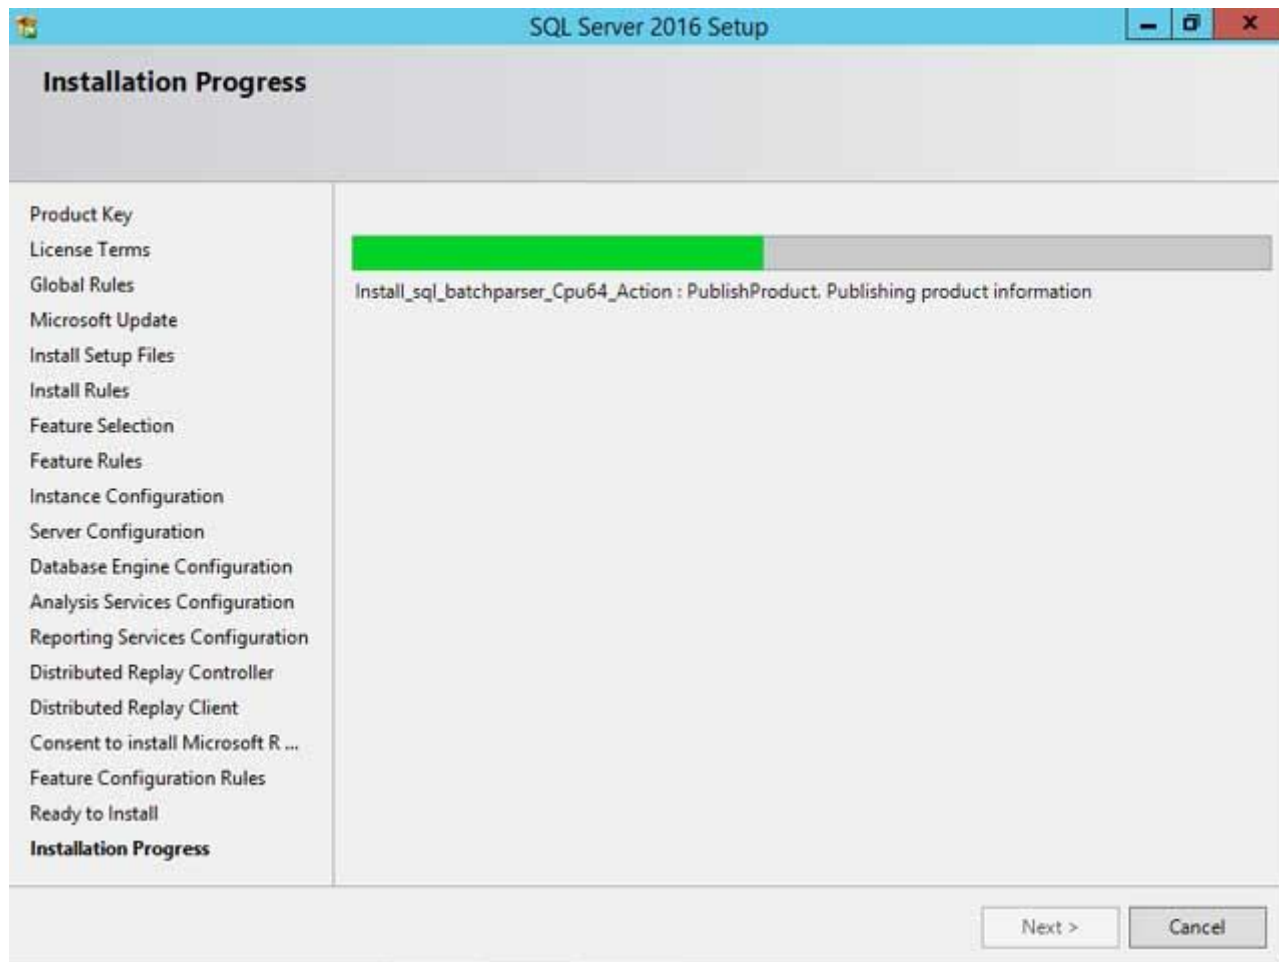 SQL Server 2016 Setup
Installation Progress
Product Key
License Terms
Global Rules
Microsoft Update
Install Setup Files
Install Rules
Feature Selection
Feature Rules
Instance Configuration
Server Configuration
Database Engine Configuration
Analysis Services Configuration
Reporting Services Configuration
Distributed Replay Controller
Distributed Replay Client
Consent to install Microsoft R ...
Feature Configuration Rules
Ready to Install
Installation Progress
Install_sql_batchparser_Cpu64_Action : PublishProduct. Publishing product information
Next >
Cancel